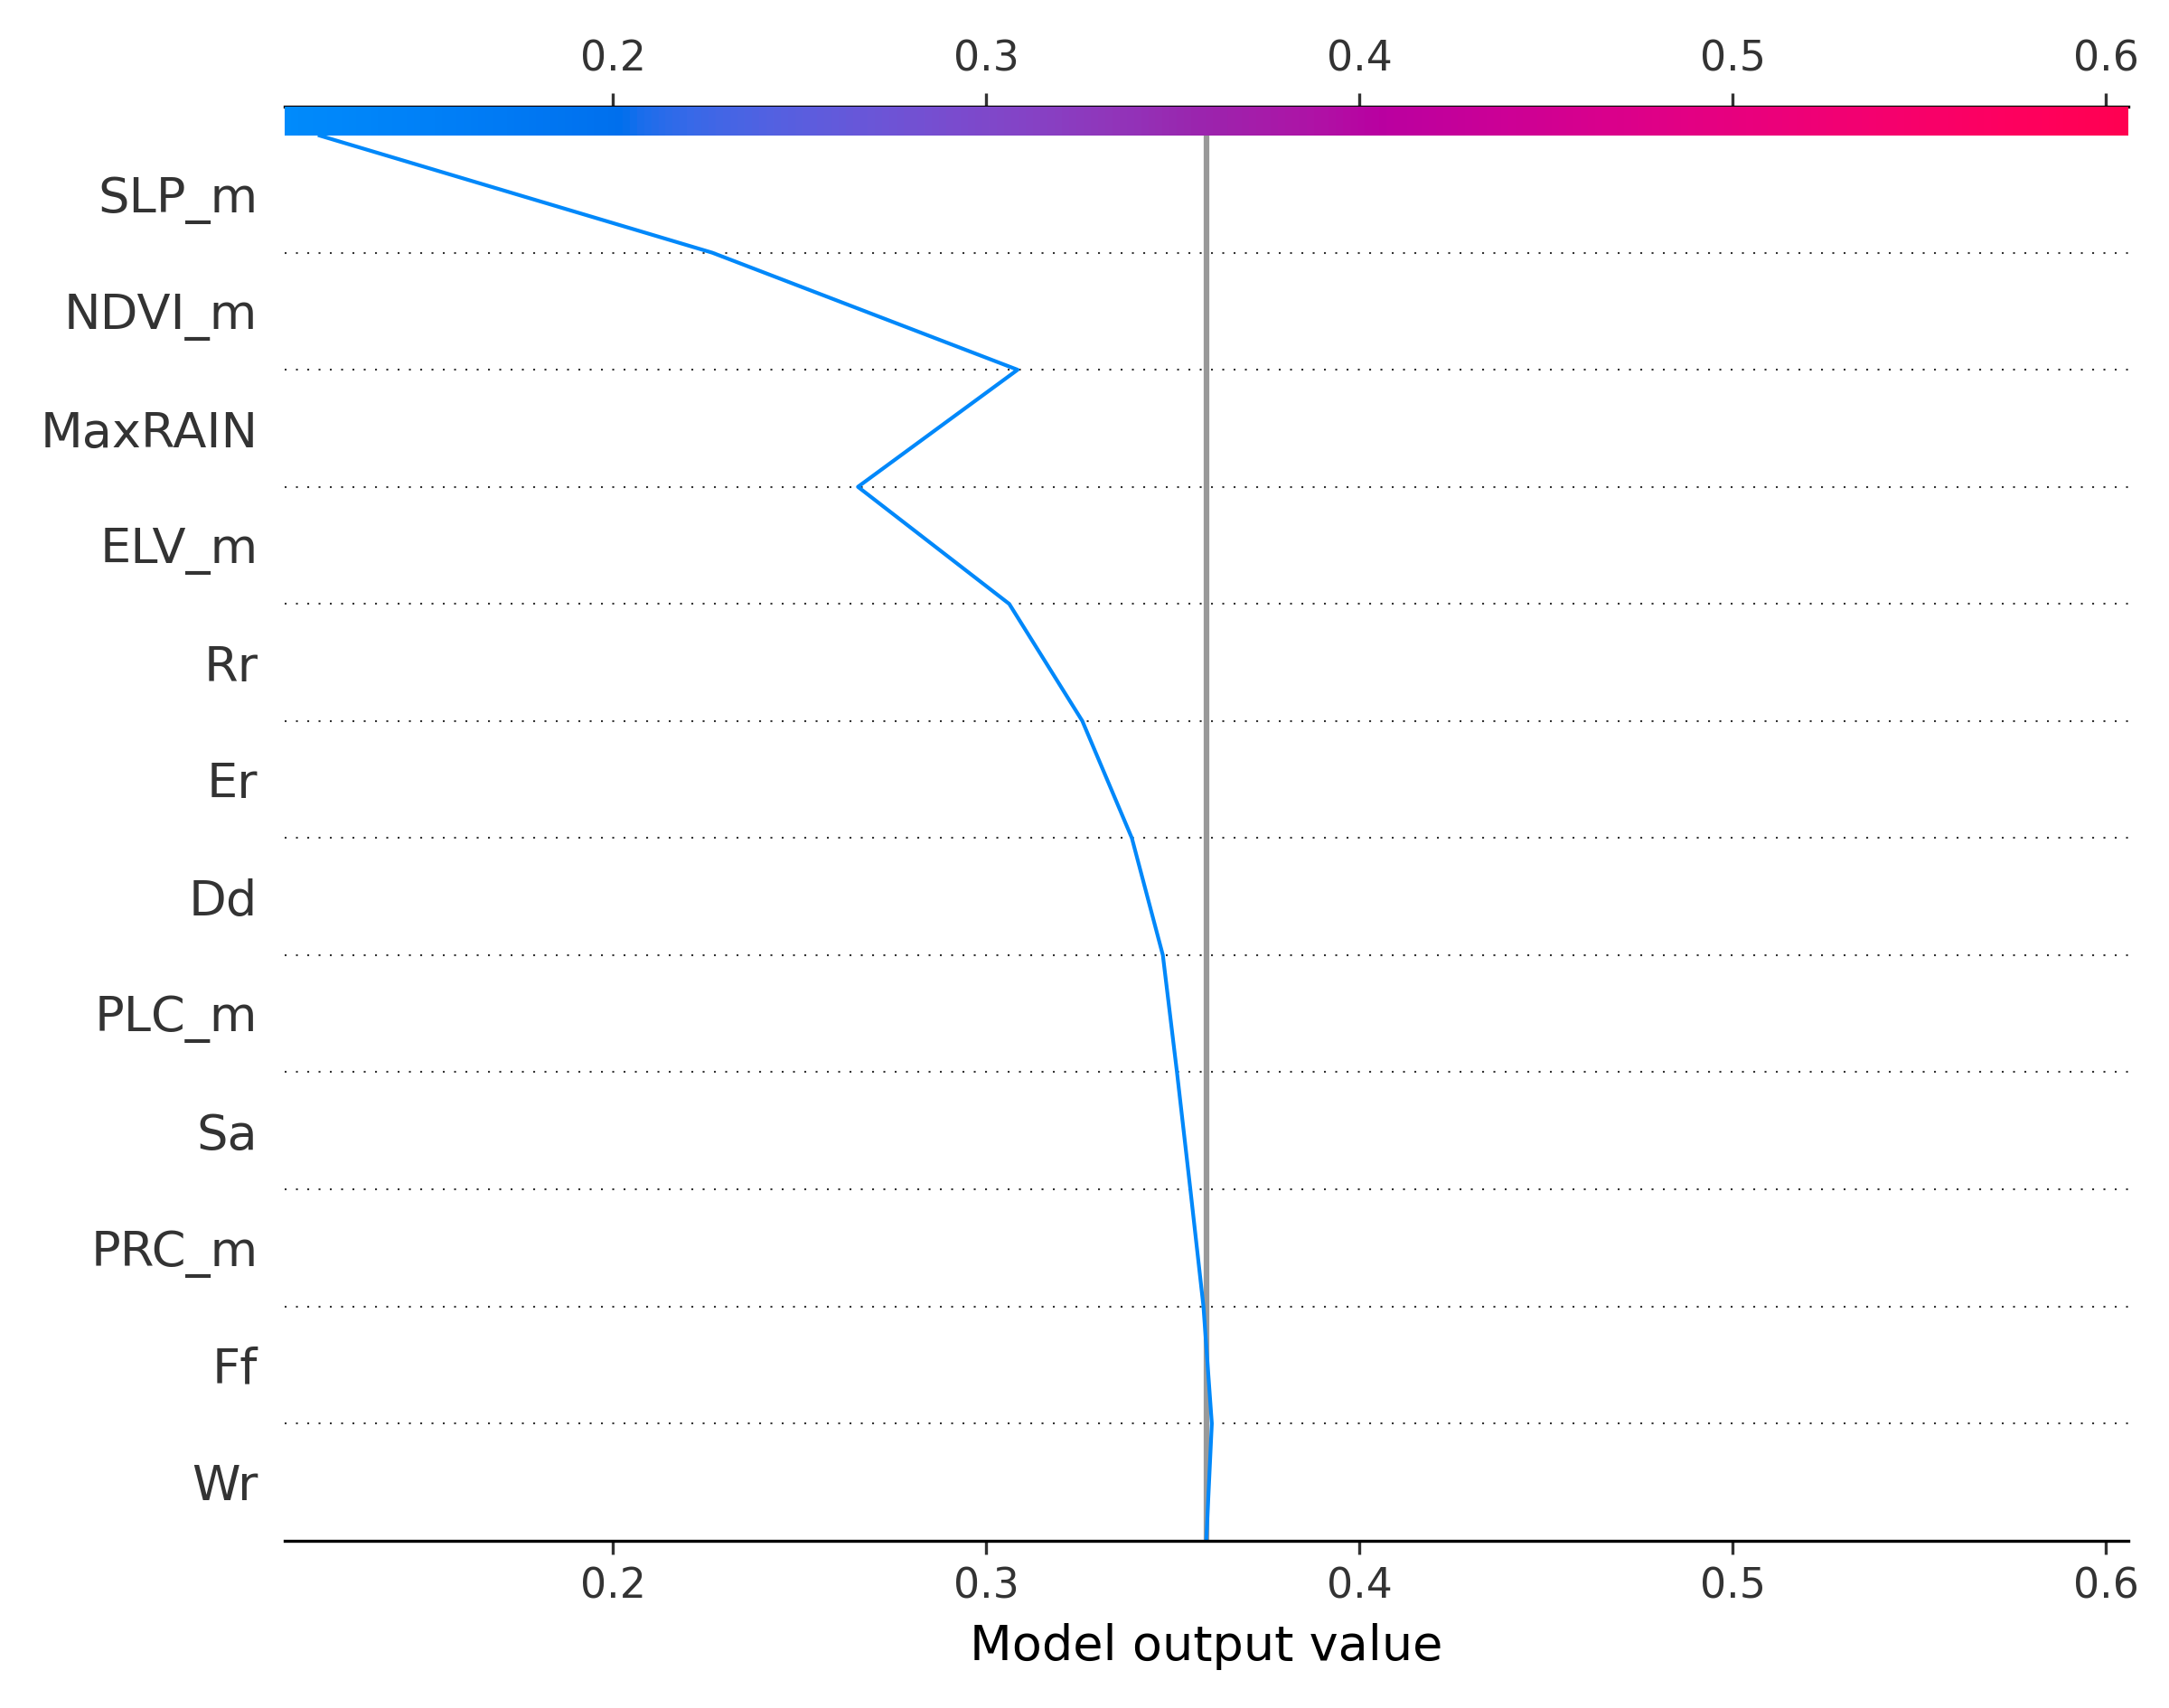 0.2 0.3 0.4 0.5 0.6
SLP_m
NDVI_m
MaxRAIN
ELV_m
Rr
Er
Dd
PLC_m
Sa
PRC_m
Ff
Wr
0.2 0.3 0.4 0.5 0.6
Model output value